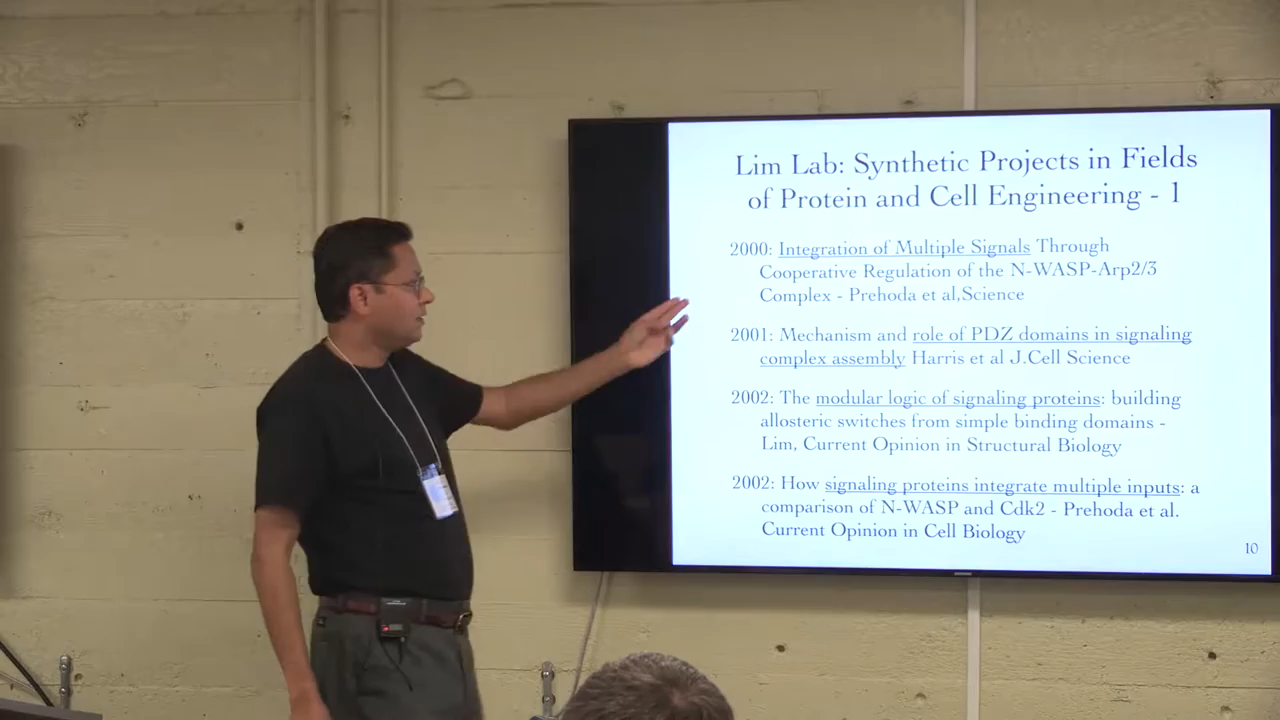 Lim Lab: Synthetic Projects in Fields
of Protein and Cell Engineering - 1
2000: Integration of Multiple Signals Through
Cooperative Regulation of the N-WASP-Arp2/3
Complex - Prehoda et al,Science
2001: Mechanism and role of PDZ domains in signaling
complex assembly Harris et al J.Cell Science
2002: The modular logic of signaling proteins: building
allosteric switches from simple binding domains -
Lim, Current Opinion in Structural Biology
2002: How signaling proteins integrate multiple inputs: a
comparison of N-WASP and Cdk2 - Prehoda et al.
Current Opinion in Cell Biology
10